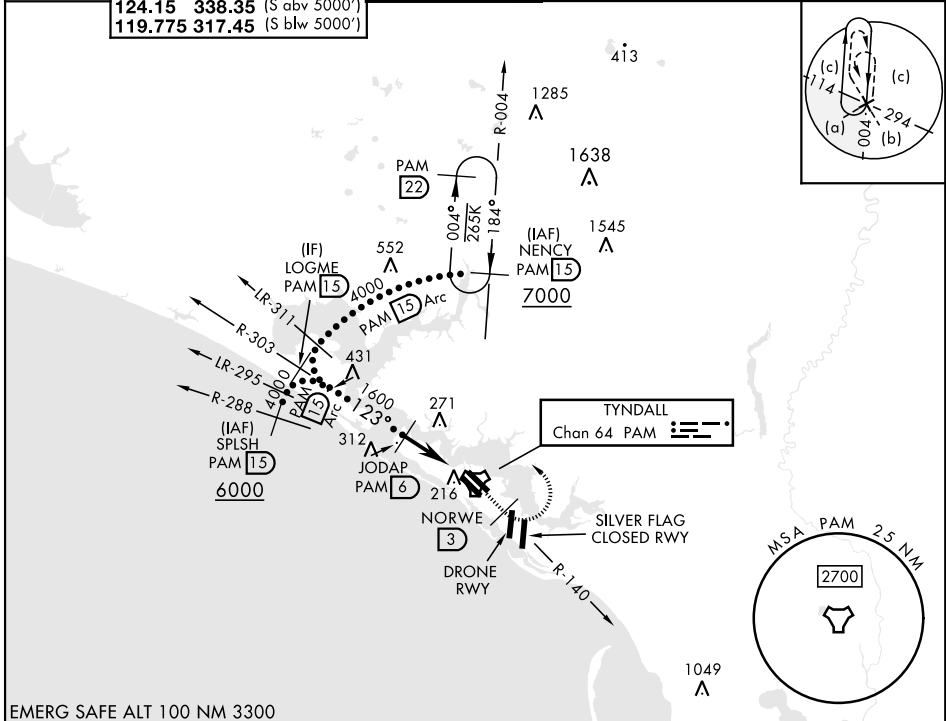 124.15 338.35 (S abv 5000')
119.775 317.45 (S blw 5000')
413
1285
R-004
PAM
22
1638
004°
265K
184°
1545
(IAF)
NENCY
PAM 15
7000
552
(IF)
LOGME
PAM 15
4000
PAM 15 Arc
LR-311
R-303
LR-295
R-288
431
4000
PAM
15
Arc
1600
123°
(IAF)
SPLSH
PAM 15
6000
271
312
JODAP
PAM 6
216
TYNDALL
Chan 64 PAM
NORWE
3
SILVER FLAG
CLOSED RWY
DRONE
RWY
R-140
(c)
(c)
114
294
(a)
(b)
004
MSA PAM 25 NM
2700
1049
EMERG SAFE ALT 100 NM 3300